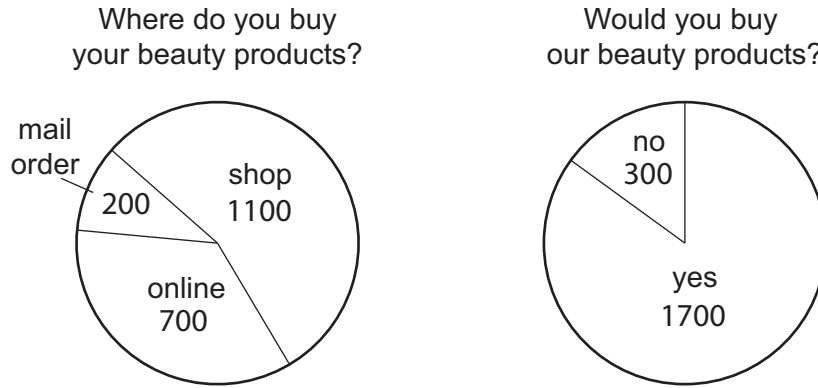 Where do you buy
your beauty products?
mail
order
200
shop
1100
online
700
Would you buy
our beauty products?
no
300
yes
1700